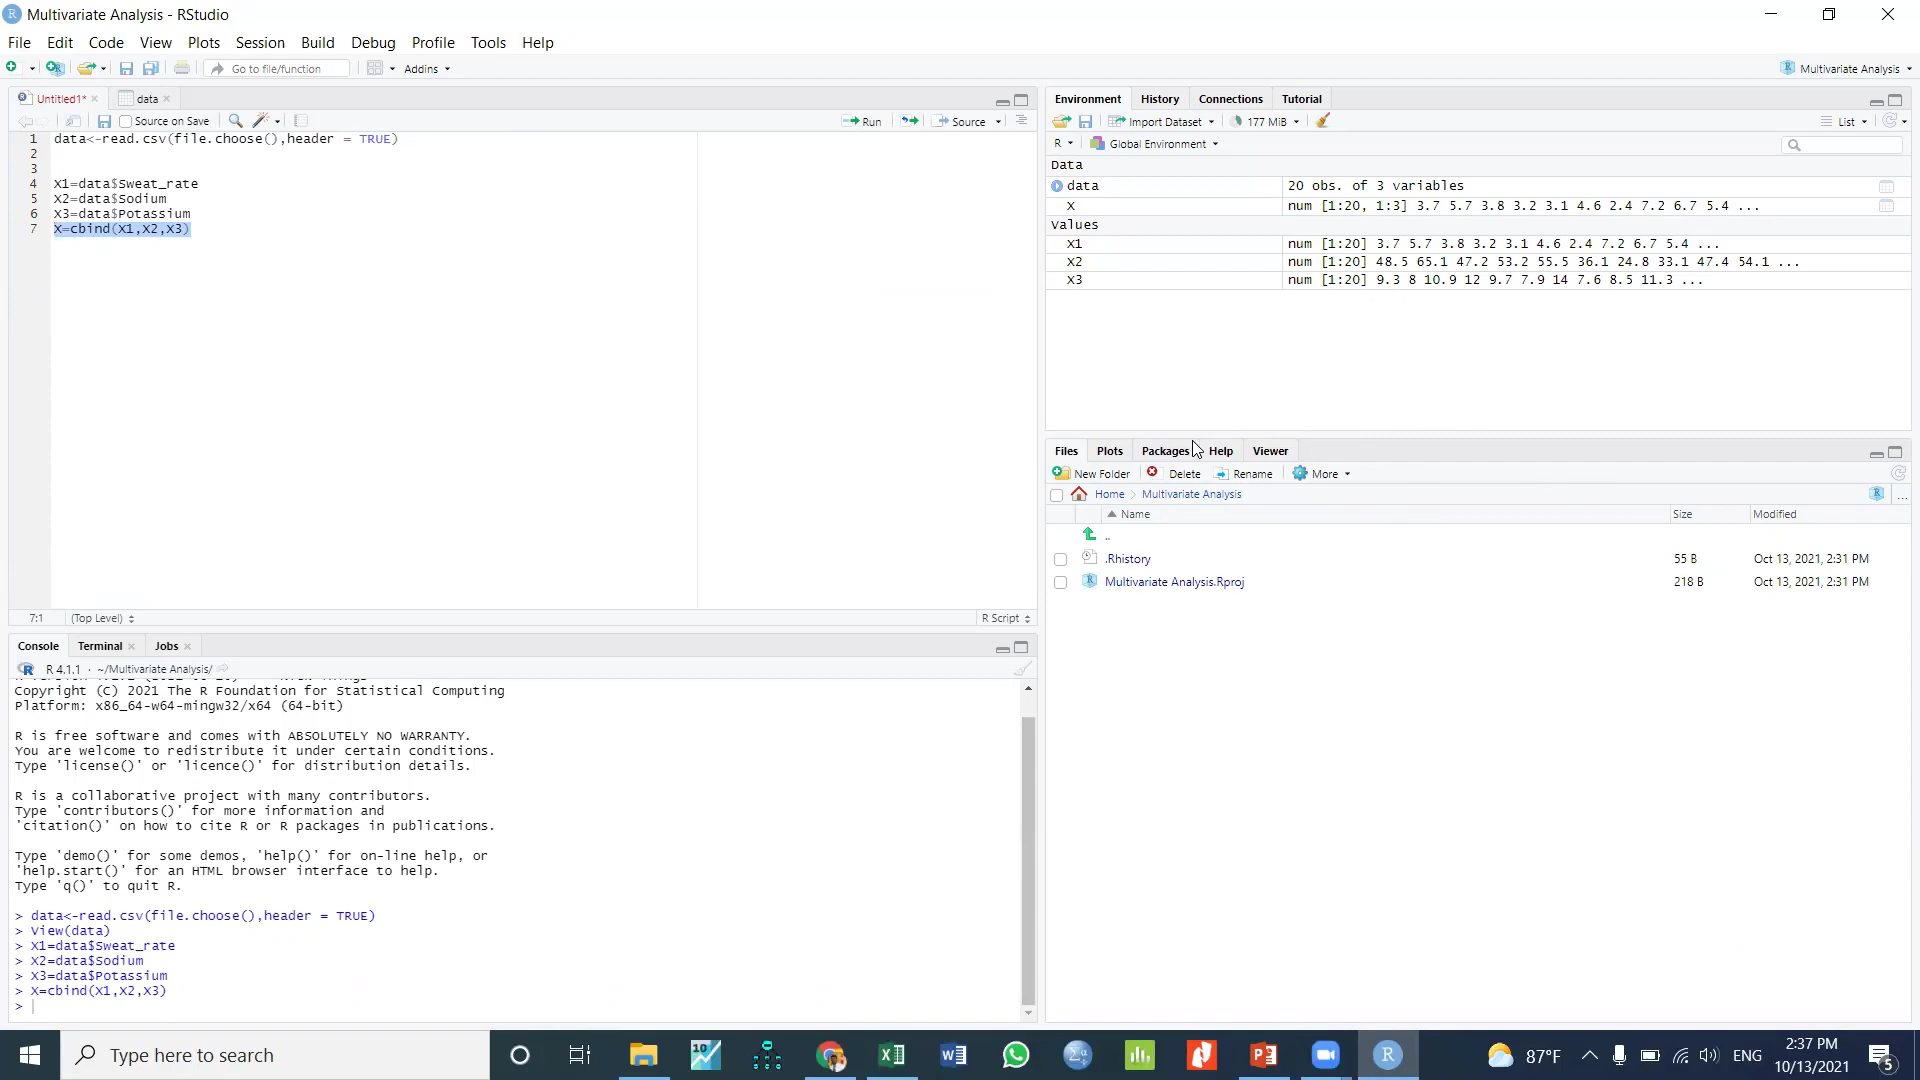 Multivariate Analysis - RStudio
File Edit Code View Plots Session Build Debug Profile Tools Help
Go to file/function Addins Multivariate Analysis
Untitled1* data
Source on Save Run Source
1 data<-read.csv(file.choose(),header = TRUE)
2
3
4 X1=data$Sweat_rate
5 X2=data$Sodium
6 X3=data$Potassium
7 X=cbind(X1,X2,X3)
7:1 (Top Level) R Script
Console Terminal Jobs
R 4.1.1 · ~/Multivariate Analysis/
Copyright (C) 2021 The R Foundation for Statistical Computing
Platform: x86_64-w64-mingw32/x64 (64-bit)
R is free software and comes with ABSOLUTELY NO WARRANTY.
You are welcome to redistribute it under certain conditions.
Type 'license()' or 'licence()' for distribution details.
R is a collaborative project with many contributors.
Type 'contributors()' for more information and
'citation()' on how to cite R or R packages in publications.
Type 'demo()' for some demos, 'help()' for on-line help, or
'help.start()' for an HTML browser interface to help.
Type 'q()' to quit R.
> data<-read.csv(file.choose(),header = TRUE)
> View(data)
> X1=data$Sweat_rate
> X2=data$Sodium
> X3=data$Potassium
> X=cbind(X1,X2,X3)
>
Environment History Connections Tutorial
Import Dataset 177 MiB List
R Global Environment
Data
data 20 obs. of 3 variables
X num [1:20, 1:3] 3.7 5.7 3.8 3.2 3.1 4.6 2.4 7.2 6.7 5.4 ...
Values
X1 num [1:20] 3.7 5.7 3.8 3.2 3.1 4.6 2.4 7.2 6.7 5.4 ...
X2 num [1:20] 48.5 65.1 47.2 53.2 55.5 36.1 24.8 33.1 47.4 54.1 ...
X3 num [1:20] 9.3 8 10.9 12 9.7 7.9 14 7.6 8.5 11.3 ...
Files Plots Packages Help Viewer
New Folder Delete Rename More
Home Multivariate Analysis ...
Name Size Modified
..
.Rhistory 55 B Oct 13, 2021, 2:31 PM
Multivariate Analysis.Rproj 218 B Oct 13, 2021, 2:31 PM
Type here to search 87°F ENG 2:37 PM
10/13/2021 5